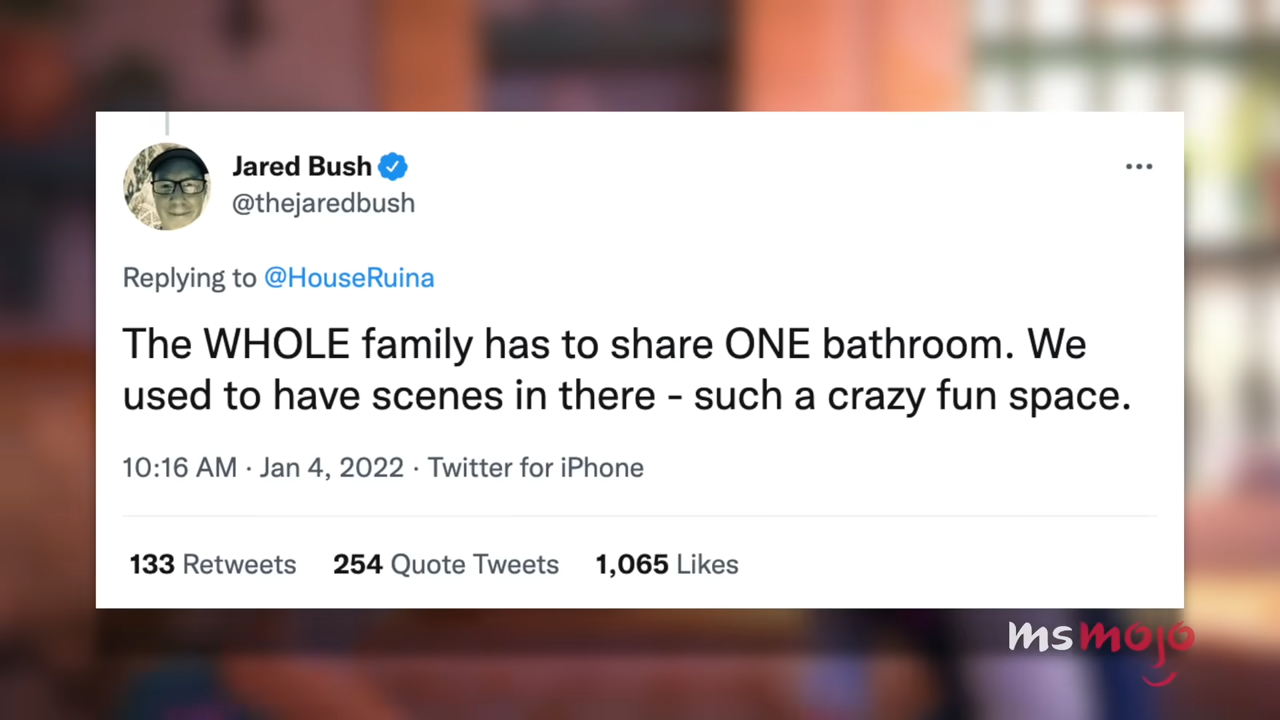 Jared Bush
@thejaredbush
Replying to @HouseRuina
The WHOLE family has to share ONE bathroom. We
used to have scenes in there - such a crazy fun space.
10:16 AM · Jan 4, 2022 · Twitter for iPhone
133 Retweets 254 Quote Tweets 1,065 Likes
msmojo